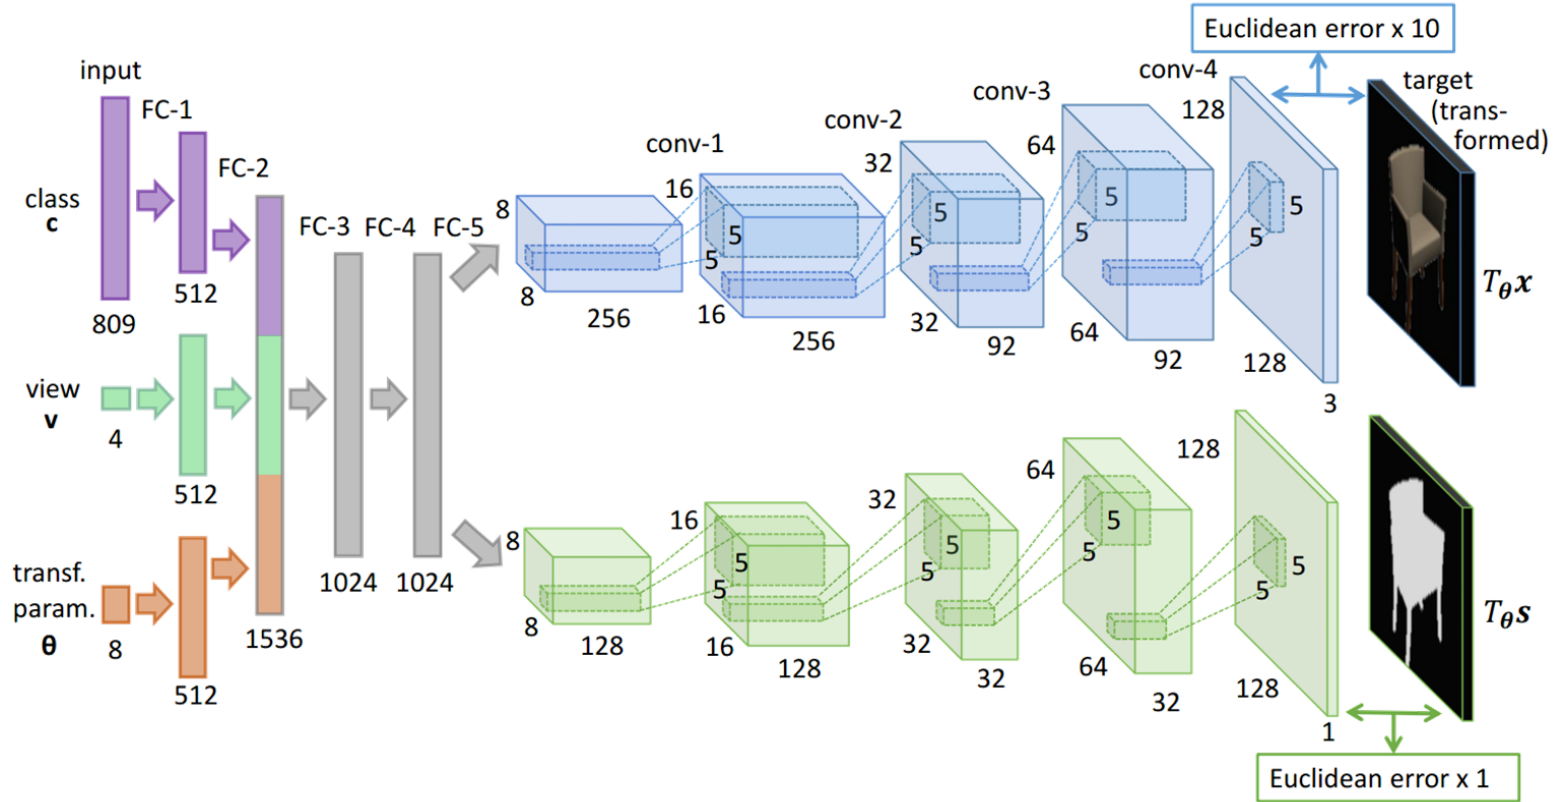 Euclidean error x 10
input
FC-1
FC-2
class
c
809
512
view
v
4
512
transf.
param.
θ
8
512
1536
FC-3
FC-4
FC-5
1024
1024
8
8
256
conv-1
16
5
5
16
256
conv-2
32
5
5
32
92
conv-3
64
5
5
64
92
conv-4
128
5
5
128
3
target
(trans-
formed)
Tθx
8
8
128
16
5
5
16
128
32
5
5
32
32
64
5
5
64
32
128
5
5
128
1
Tθs
Euclidean error x 1